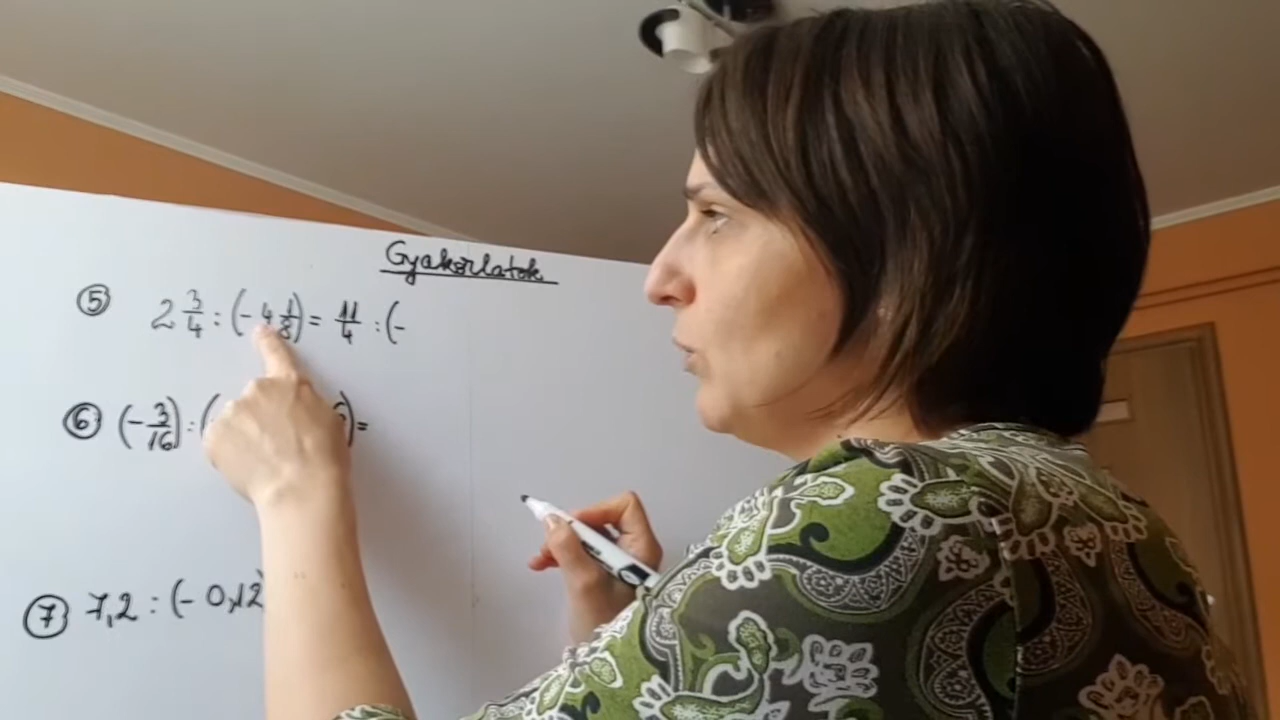 Gyakorlatok
⑤ 2 3/4 : (- 4 1/8) = 11/4 : (-
⑥ (- 3/16) : ( ) =
⑦ 7,2 : (- 0,12